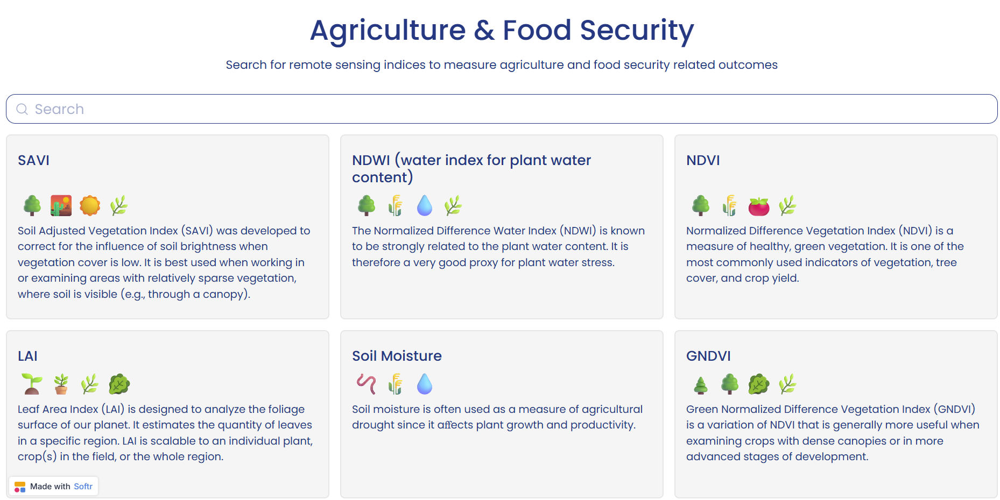 Agriculture & Food Security
Search for remote sensing indices to measure agriculture and food security related outcomes
Search
SAVI
Soil Adjusted Vegetation Index (SAVI) was developed to
correct for the influence of soil brightness when
vegetation cover is low. It is best used when working in
or examining areas with relatively sparse vegetation,
where soil is visible (e.g., through a canopy).
NDWI (water index for plant water
content)
The Normalized Difference Water Index (NDWI) is known
to be strongly related to the plant water content. It is
therefore a very good proxy for plant water stress.
NDVI
Normalized Difference Vegetation Index (NDVI) is a
measure of healthy, green vegetation. It is one of the
most commonly used indicators of vegetation, tree
cover, and crop yield.
LAI
Leaf Area Index (LAI) is designed to analyze the foliage
surface of our planet. It estimates the quantity of leaves
in a specific region. LAI is scalable to an individual plant,
crop(s) in the field, or the whole region.
Soil Moisture
Soil moisture is often used as a measure of agricultural
drought since it affects plant growth and productivity.
GNDVI
Green Normalized Difference Vegetation Index (GNDVI)
is a variation of NDVI that is generally more useful when
examining crops with dense canopies or in more
advanced stages of development.
Made with Softr